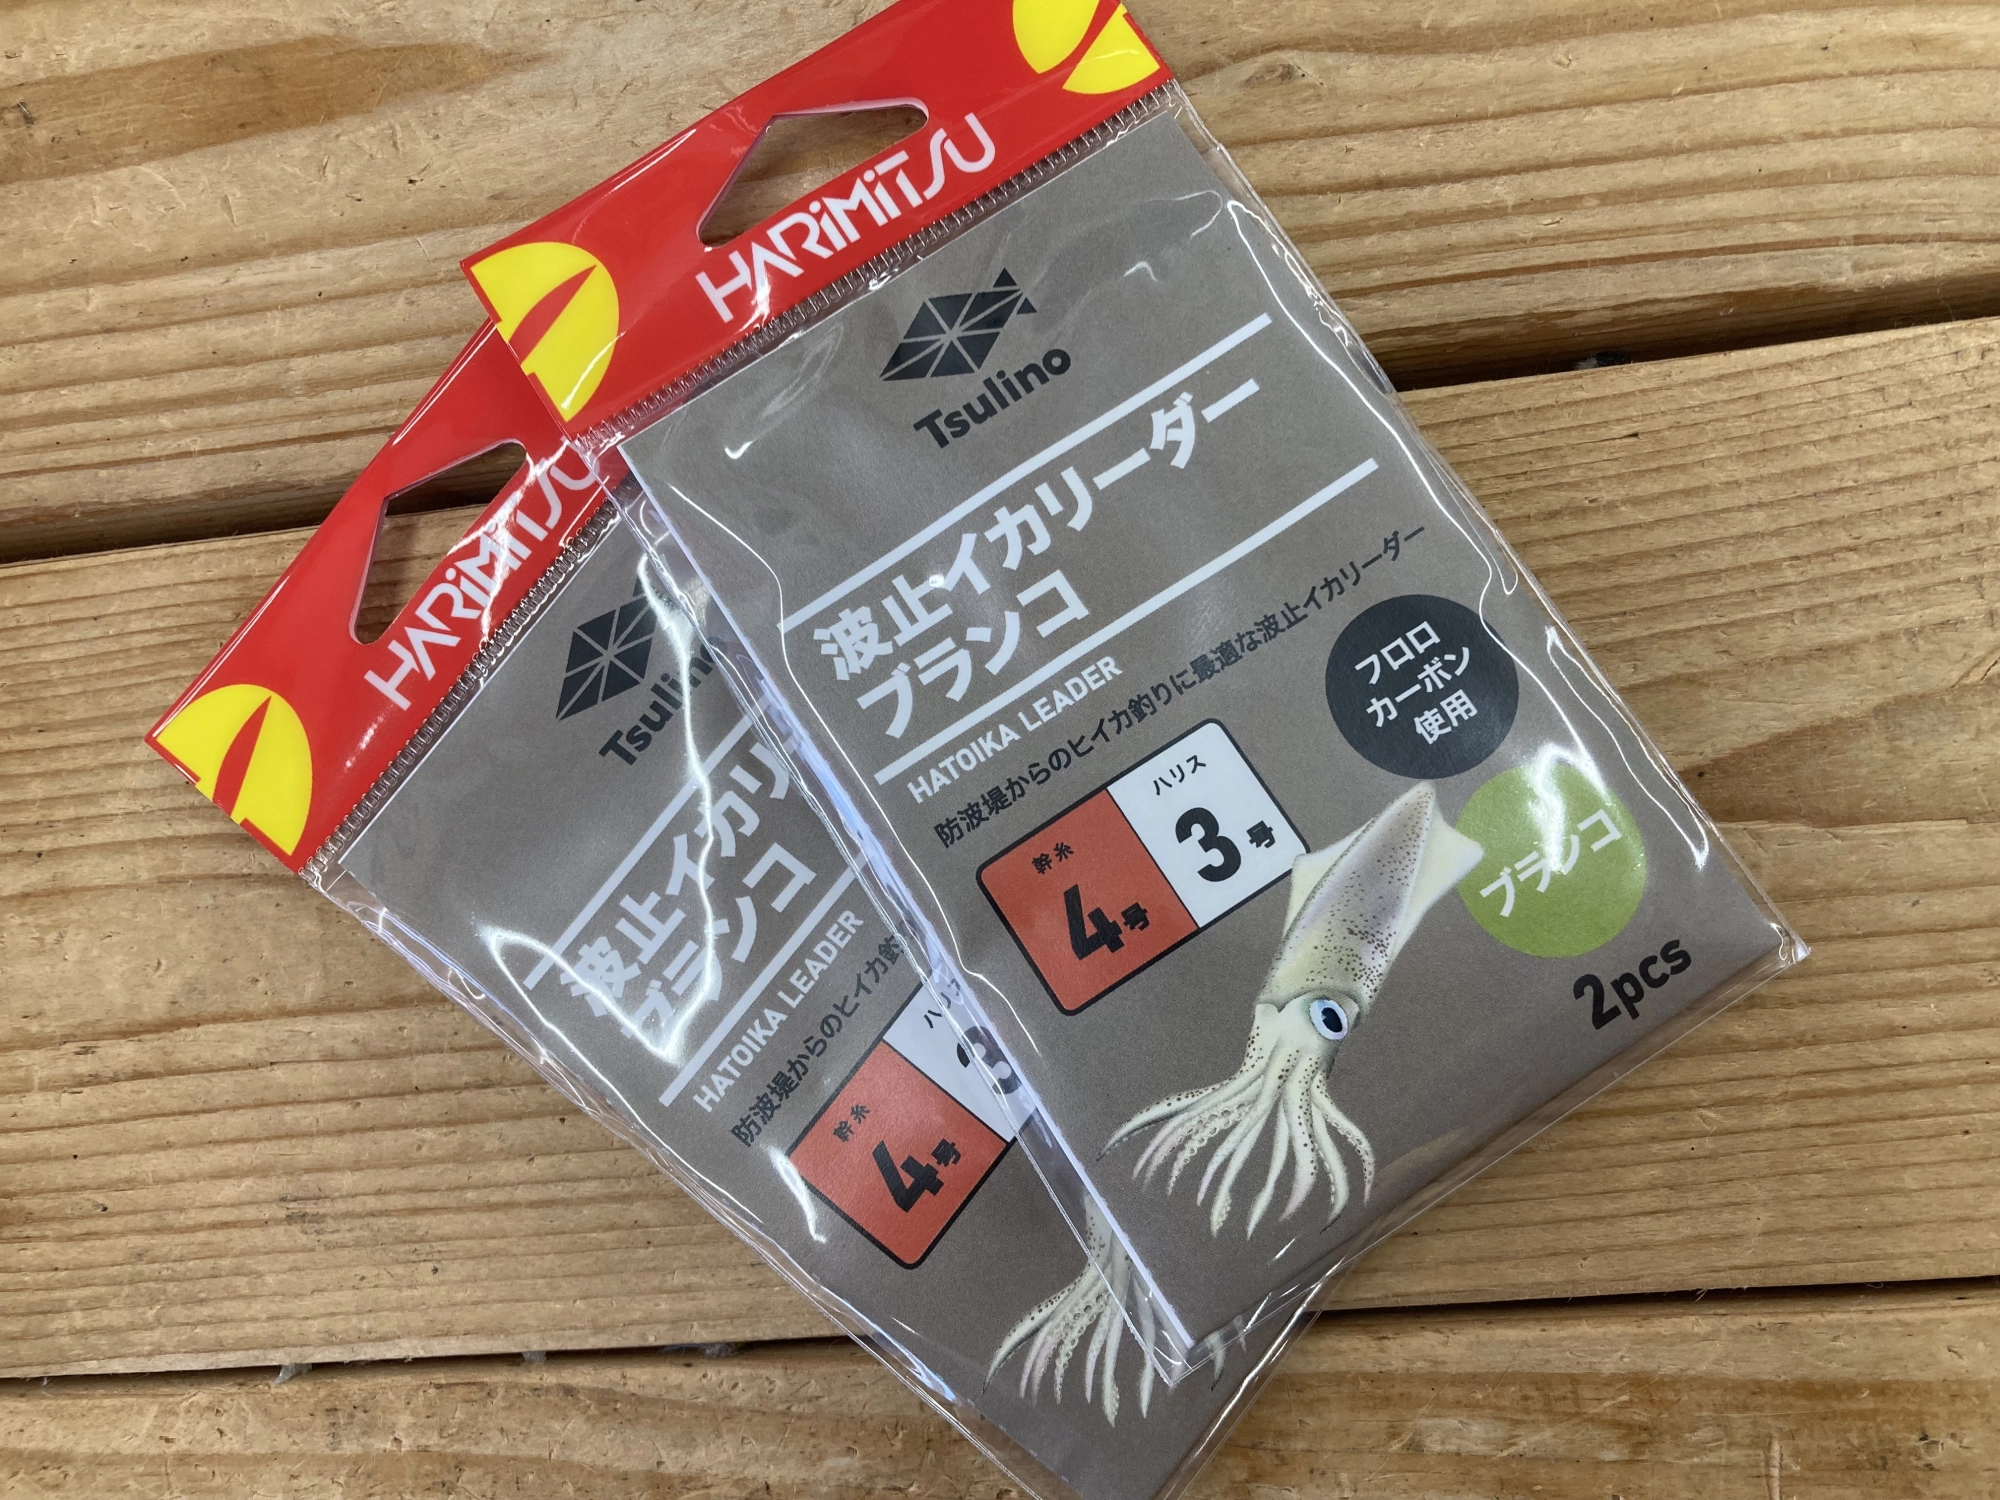 HARiMiTSU
Tsulino
波止イカリーダー
ブランコ
HATOIKA LEADER
防波堤からのヒイカ釣りに最適な波止イカリーダー
フロロ
カーボン
使用
幹糸
4号
ハリス
3号
ブランコ
2pcs
HARiMiTSU
Tsulino
波止イカリ
ブランコ
HATOIKA LEADER
防波堤からのヒイカ釣
幹糸
4号
ハリス
3